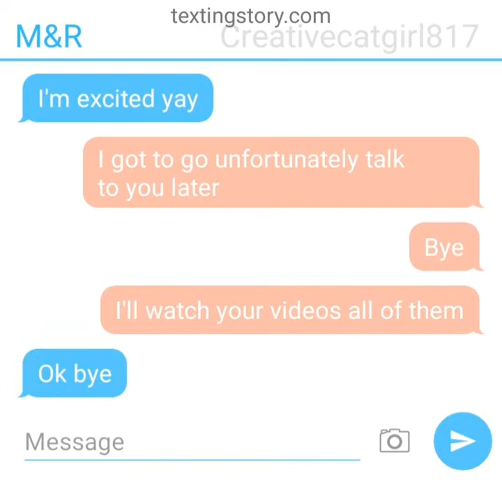 textingstory.com
M&R
Creativecatgirl817
I'm excited yay
I got to go unfortunately talk
to you later
Bye
I'll watch your videos all of them
Ok bye
Message